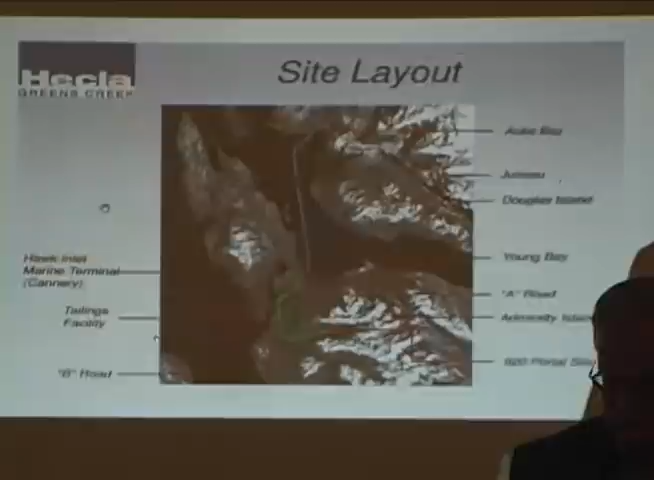 Hecla
GREENS CREEK
Site Layout
Auke Bay
Juneau
Douglas Island
Hawk Inlet
Marine Terminal
(Cannery)
Young Bay
"A" Road
Tailings
Facility
Admiralty Island
920 Portal Site
"B" Road